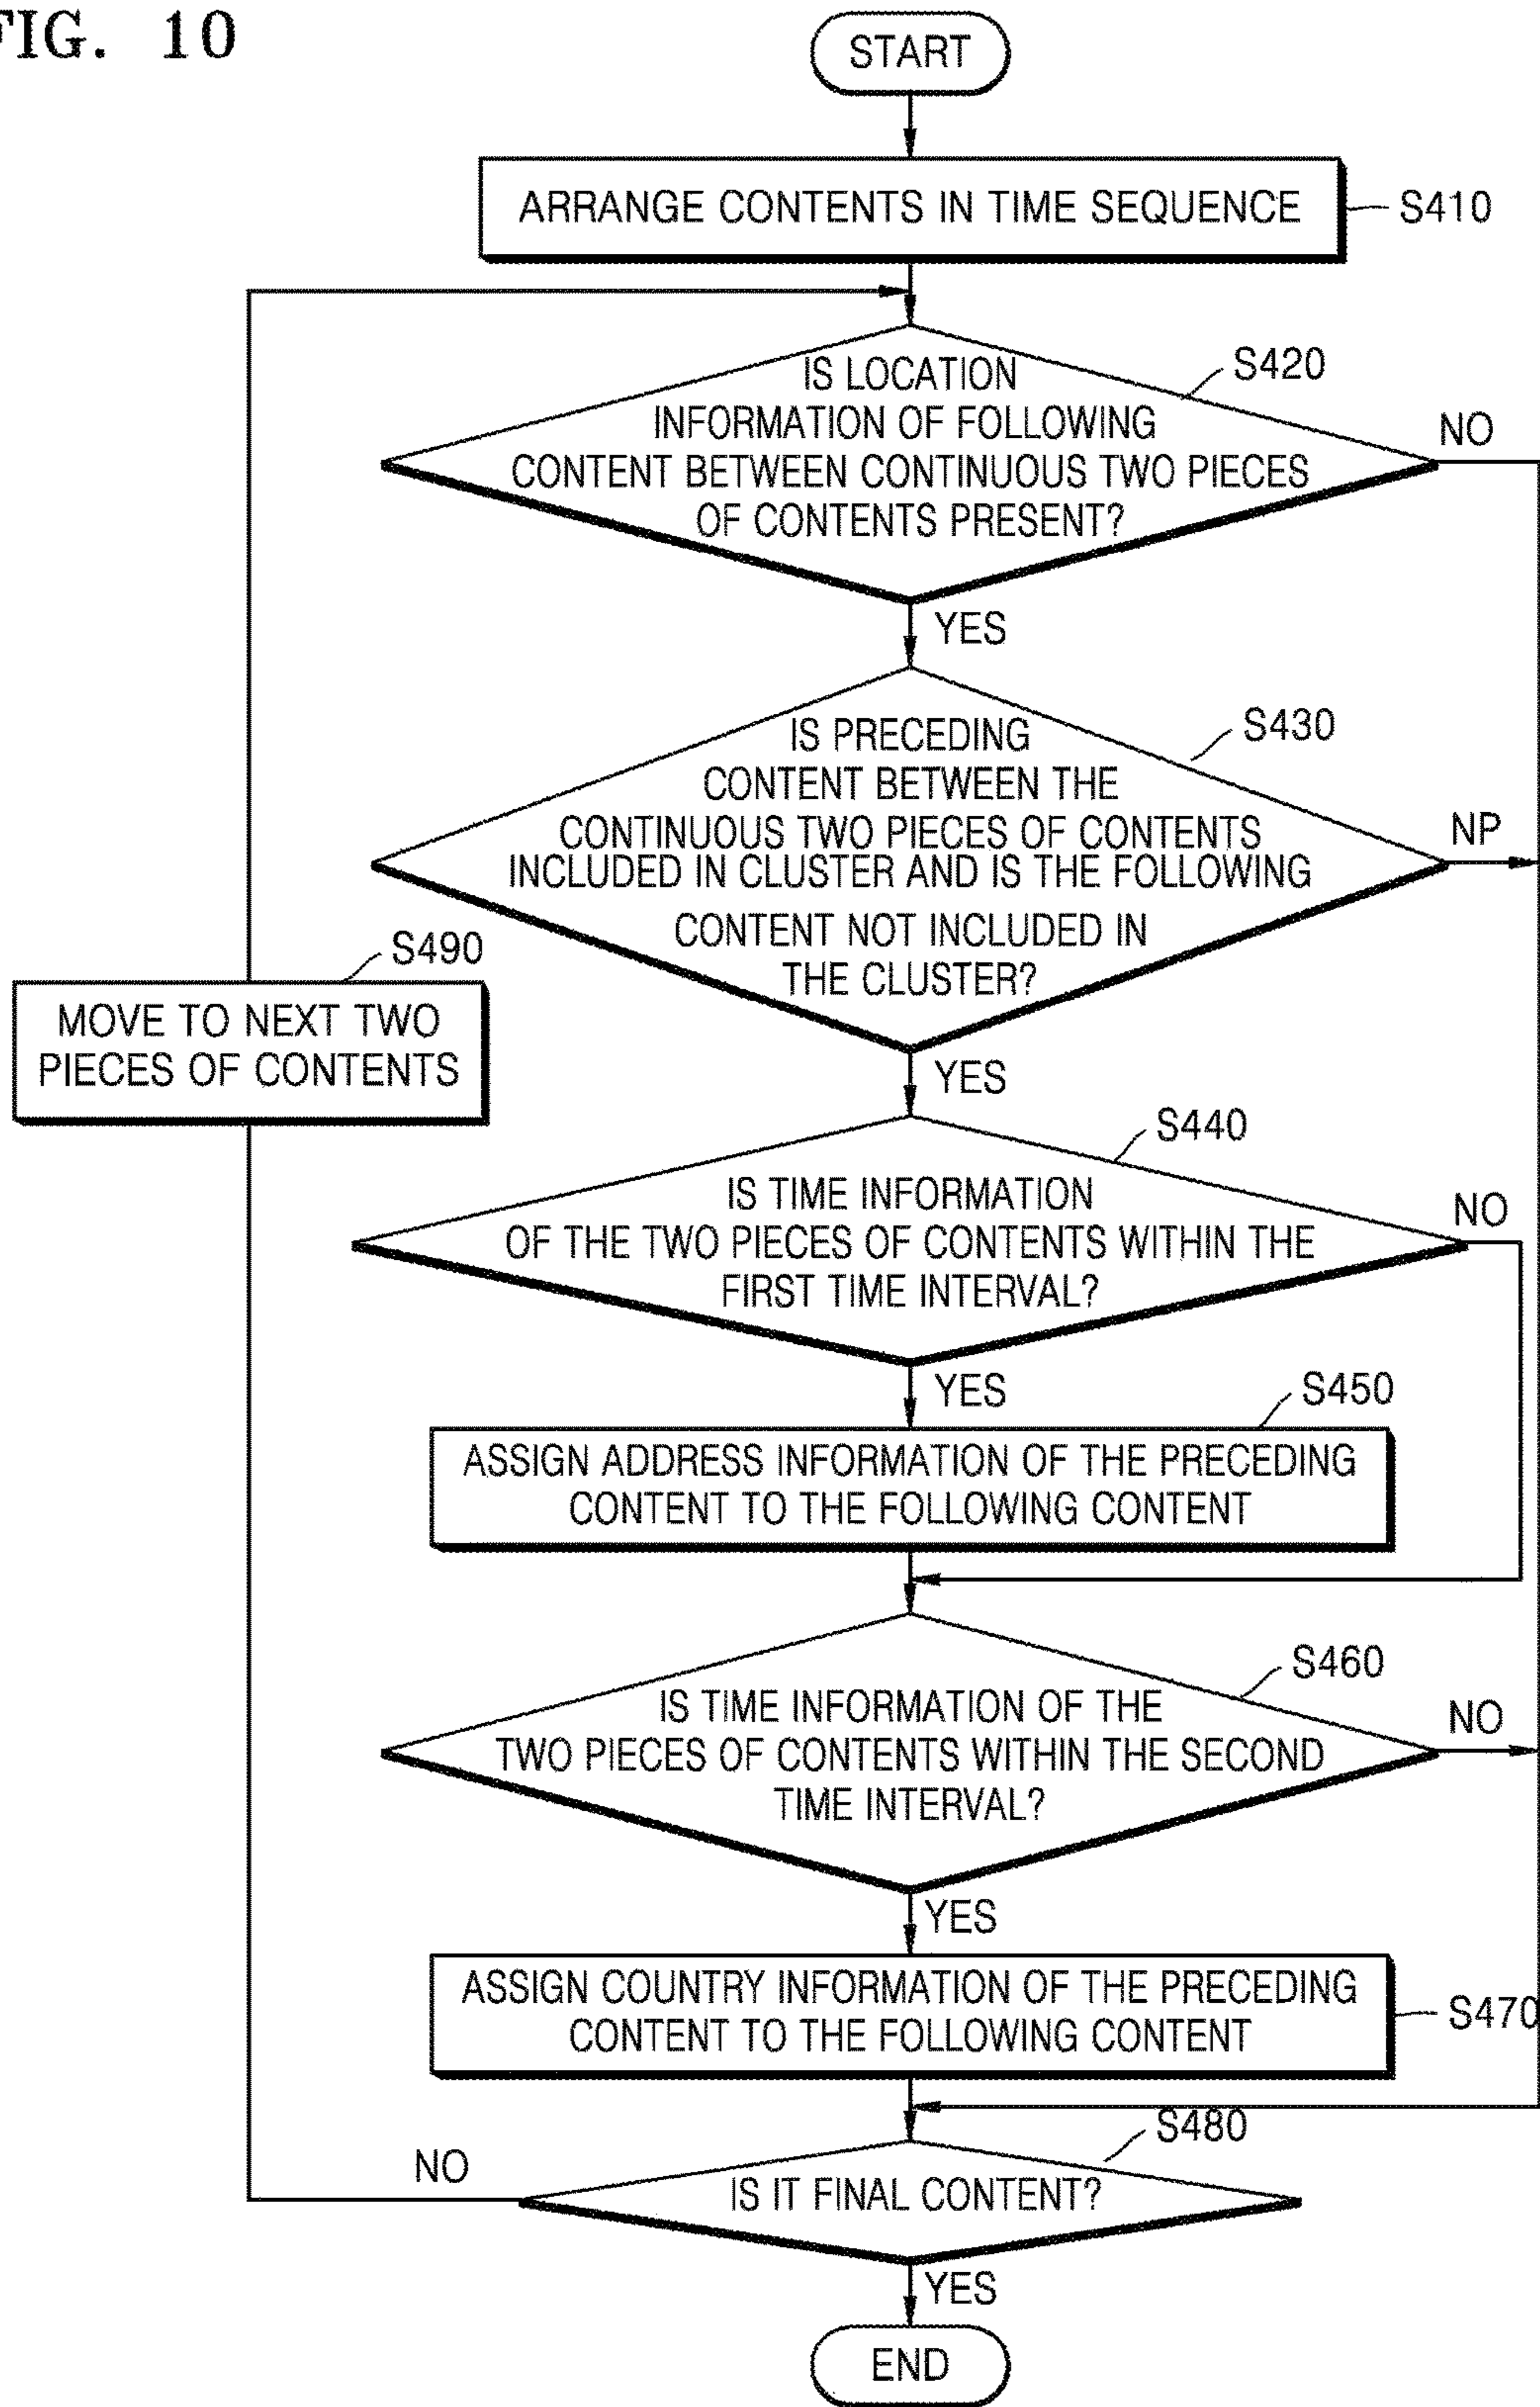 FIG. 10
START
ARRANGE CONTENTS IN TIME SEQUENCE
S410
IS LOCATION
INFORMATION OF FOLLOWING
CONTENT BETWEEN CONTINUOUS TWO PIECES
OF CONTENTS PRESENT?
S420
NO
YES
IS PRECEDING
CONTENT BETWEEN THE
CONTINUOUS TWO PIECES OF CONTENTS
INCLUDED IN CLUSTER AND IS THE FOLLOWING
CONTENT NOT INCLUDED IN
THE CLUSTER?
S430
NP
S490
MOVE TO NEXT TWO
PIECES OF CONTENTS
YES
S440
IS TIME INFORMATION
OF THE TWO PIECES OF CONTENTS WITHIN THE
FIRST TIME INTERVAL?
NO
YES
S450
ASSIGN ADDRESS INFORMATION OF THE PRECEDING
CONTENT TO THE FOLLOWING CONTENT
S460
IS TIME INFORMATION OF THE
TWO PIECES OF CONTENTS WITHIN THE SECOND
TIME INTERVAL?
NO
YES
ASSIGN COUNTRY INFORMATION OF THE PRECEDING
CONTENT TO THE FOLLOWING CONTENT
S470
S480
NO
IS IT FINAL CONTENT?
YES
END